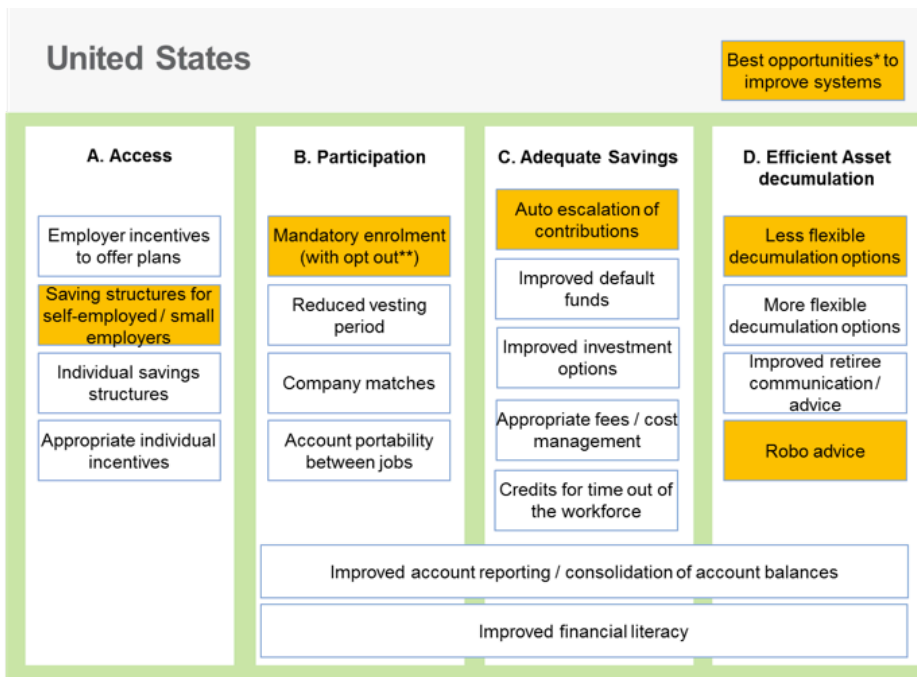 United States
Best opportunities* to
improve systems
A. Access
Employer incentives
to offer plans
Saving structures for
self-employed / small
employers
Individual savings
structures
Appropriate individual
incentives
B. Participation
Mandatory enrolment
(with opt out**)
Reduced vesting
period
Company matches
Account portability
between jobs
C. Adequate Savings
Auto escalation of
contributions
Improved default
funds
Improved investment
options
Appropriate fees / cost
management
Credits for time out of
the workforce
D. Efficient Asset
decumulation
Less flexible
decumulation options
More flexible
decumulation options
Improved retiree
communication /
advice
Robo advice
Improved account reporting / consolidation of account balances
Improved financial literacy